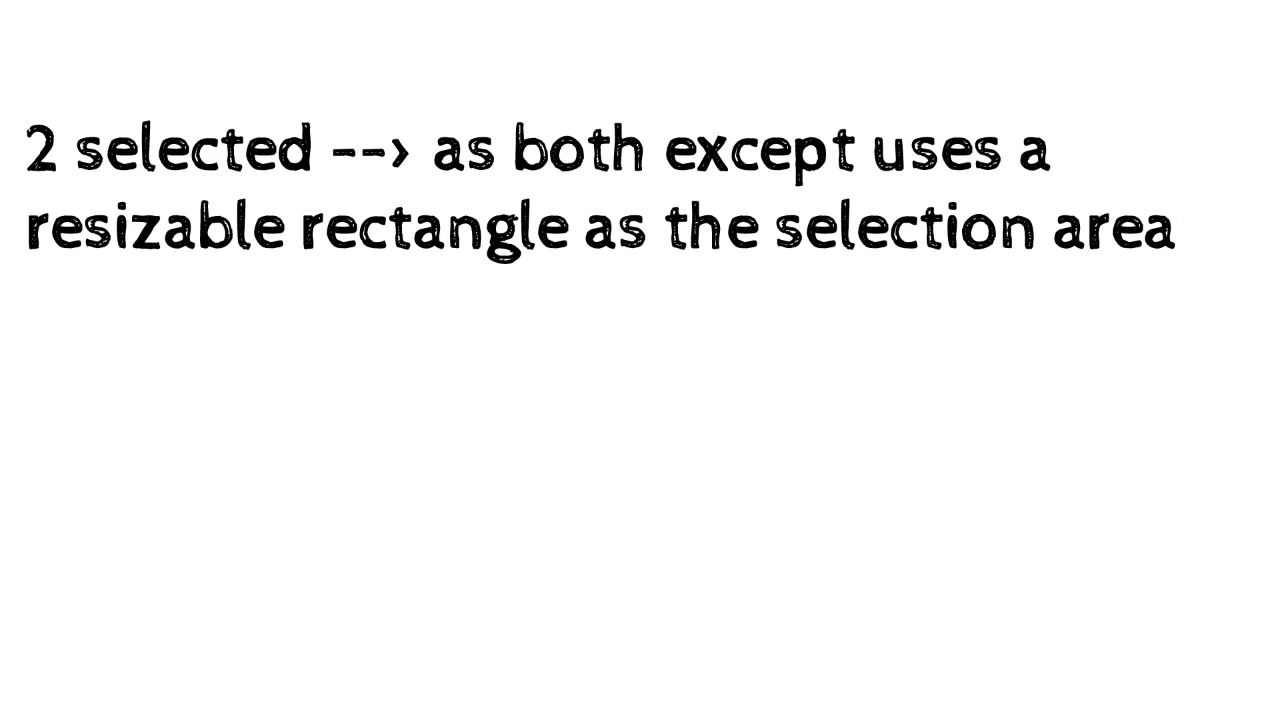 2 selected --> as both except uses a
resizable rectangle as the selection area